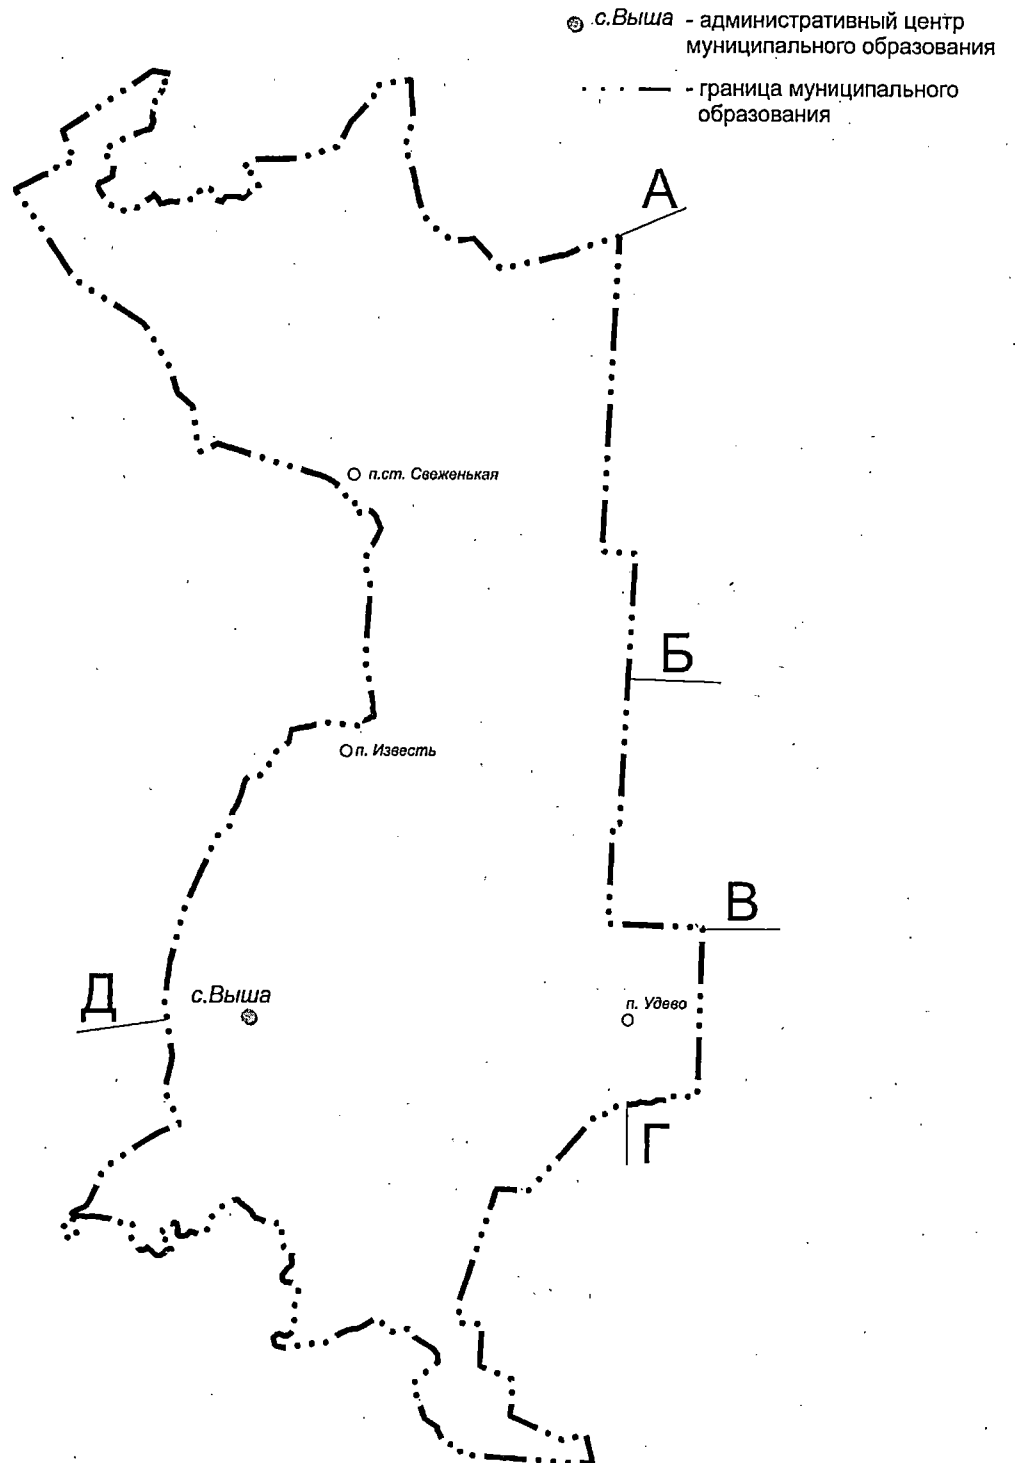 с.Выша - административный центр
муниципального образования
- граница муниципального
образования
А
п.ст. Свеженькая
Б
п. Известь
В
Д
с.Выша
п. Удево
Г